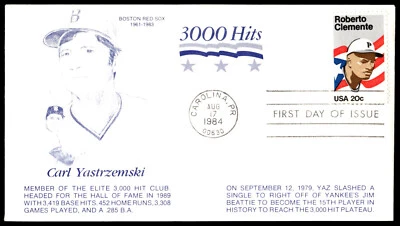 BOSTON RED SOX
1961-1983
3000 Hits
Roberto
Clemente
USA 20c
CAROLINA, PR
AUG
17
1984
00630
FIRST DAY OF ISSUE
Carl Yastrzemski
MEMBER OF THE ELITE 3,000 HIT CLUB
HEADED FOR THE HALL OF FAME IN 1989
WITH 3,419 BASE HITS, 452 HOME RUNS, 3,308
GAMES PLAYED, AND A 285 B.A.
ON SEPTEMBER 12, 1979, YAZ SLASHED A
SINGLE TO RIGHT OFF OF YANKEE'S JIM
BEATTIE TO BECOME THE 15TH PLAYER IN
HISTORY TO REACH THE 3,000 HIT PLATEAU.